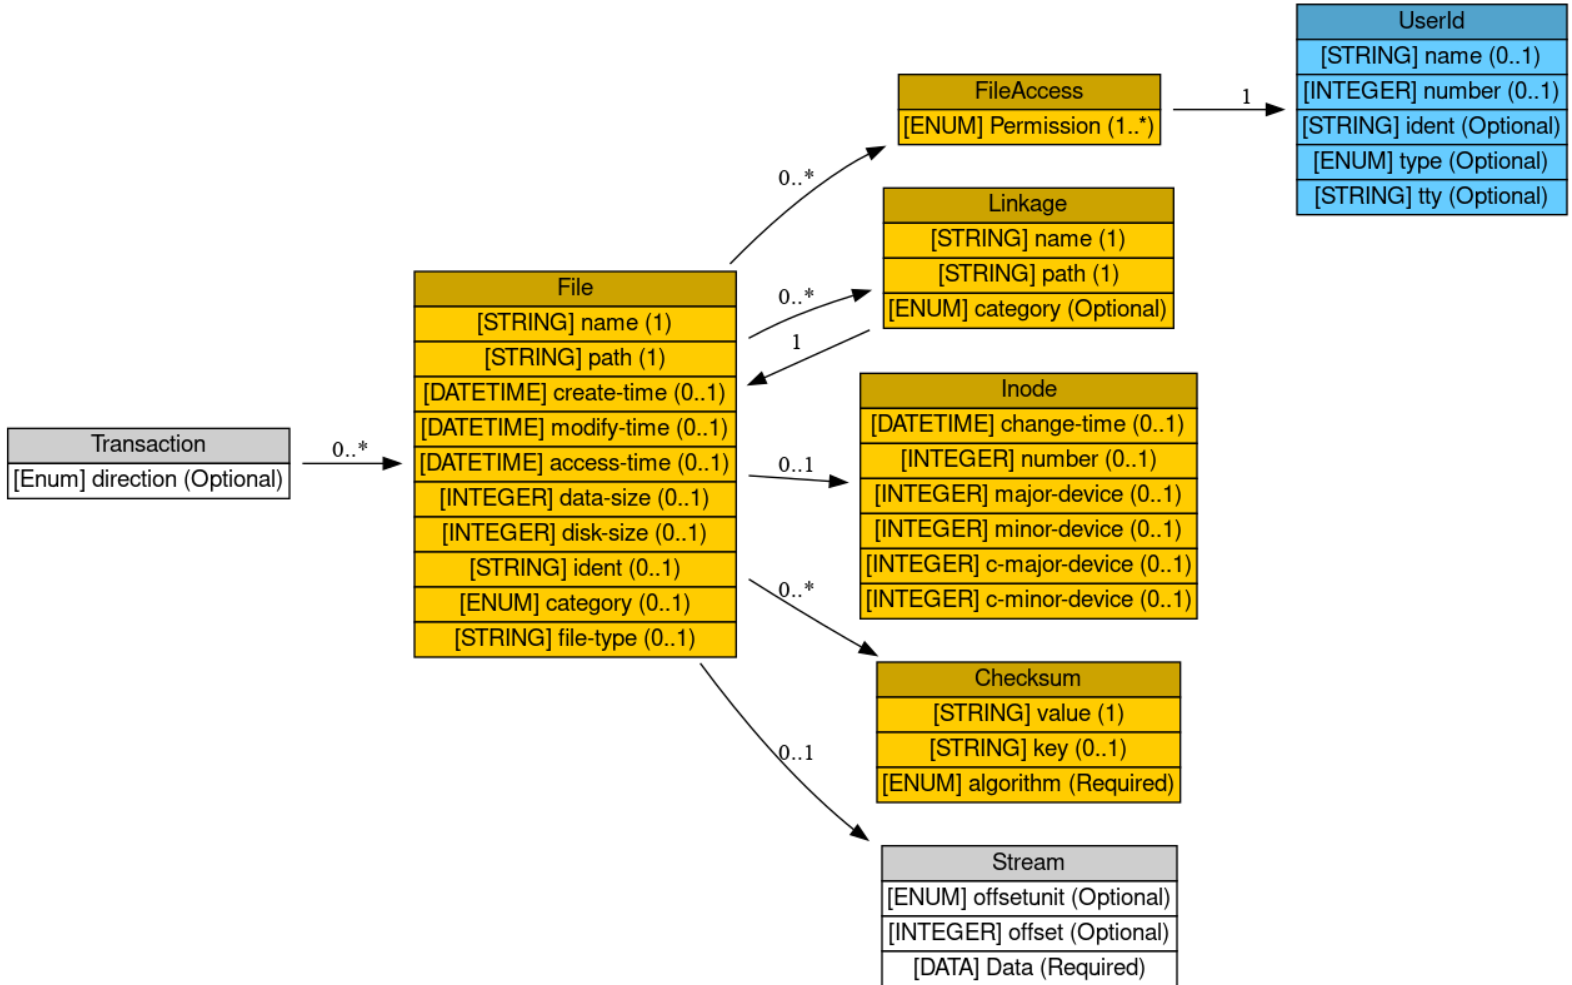 Transaction
[Enum] direction (Optional)
0..*
File
[STRING] name (1)
[STRING] path (1)
[DATETIME] create-time (0..1)
[DATETIME] modify-time (0..1)
[DATETIME] access-time (0..1)
[INTEGER] data-size (0..1)
[INTEGER] disk-size (0..1)
[STRING] ident (0..1)
[ENUM] category (0..1)
[STRING] file-type (0..1)
0..*
FileAccess
[ENUM] Permission (1..*)
1
UserId
[STRING] name (0..1)
[INTEGER] number (0..1)
[STRING] ident (Optional)
[ENUM] type (Optional)
[STRING] tty (Optional)
0..*
1
Linkage
[STRING] name (1)
[STRING] path (1)
[ENUM] category (Optional)
0..1
Inode
[DATETIME] change-time (0..1)
[INTEGER] number (0..1)
[INTEGER] major-device (0..1)
[INTEGER] minor-device (0..1)
[INTEGER] c-major-device (0..1)
[INTEGER] c-minor-device (0..1)
0..*
Checksum
[STRING] value (1)
[STRING] key (0..1)
[ENUM] algorithm (Required)
0..1
Stream
[ENUM] offsetunit (Optional)
[INTEGER] offset (Optional)
[DATA] Data (Required)